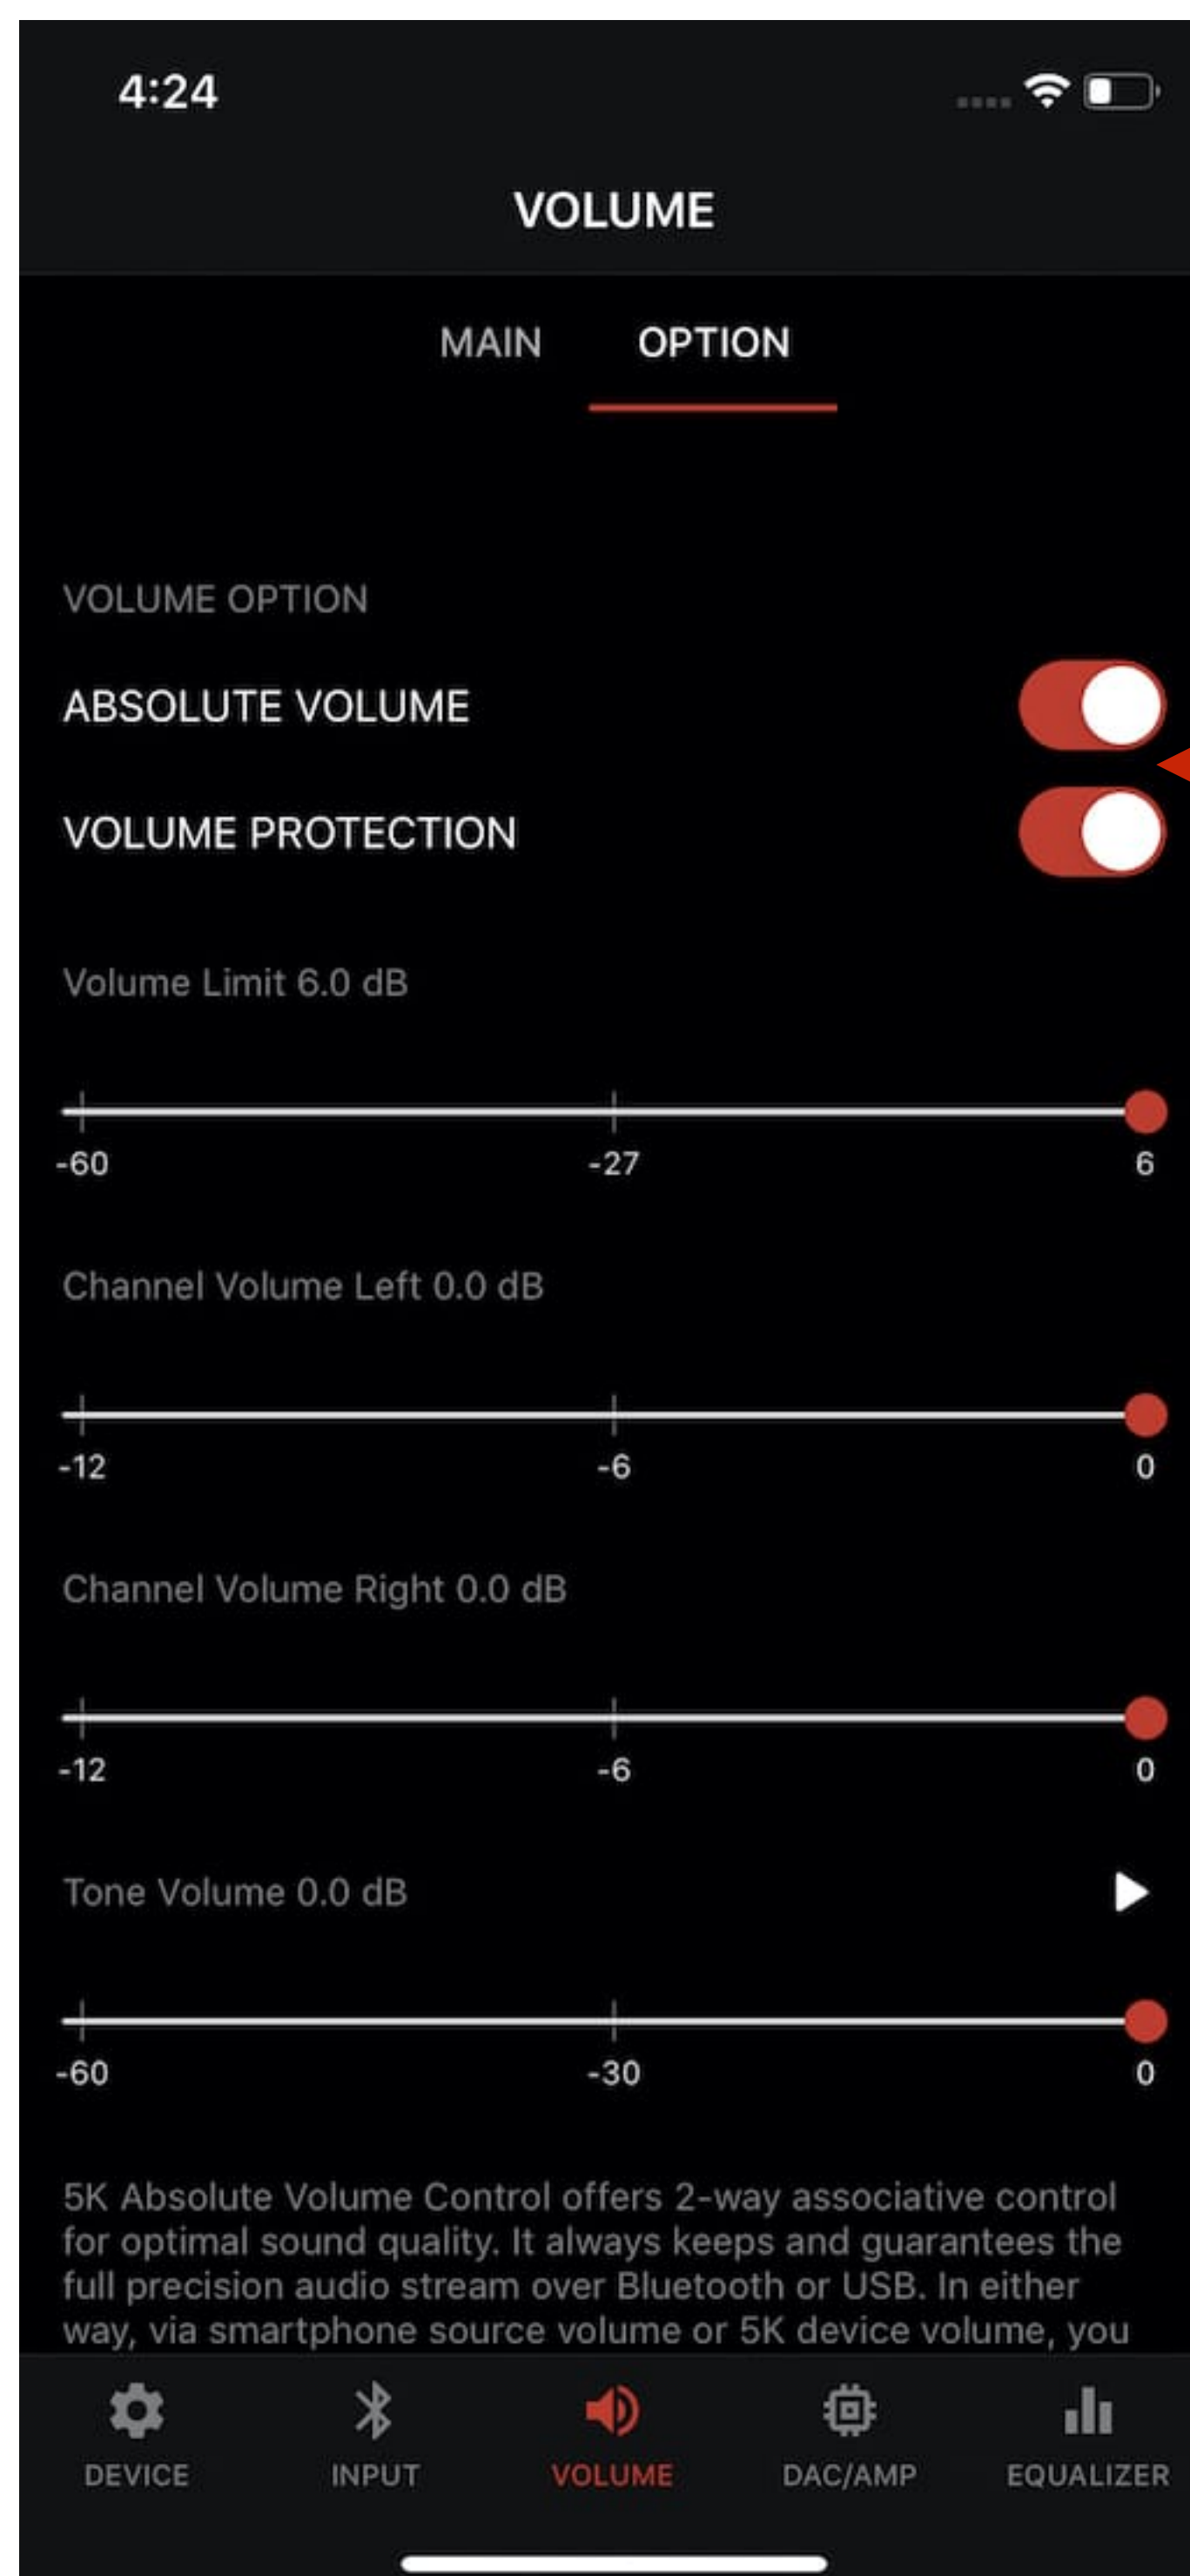 4:24
VOLUME
MAIN OPTION
VOLUME OPTION
ABSOLUTE VOLUME
VOLUME PROTECTION
Volume Limit 6.0 dB
-60 -27 6
Channel Volume Left 0.0 dB
-12 -6 0
Channel Volume Right 0.0 dB
-12 -6 0
Tone Volume 0.0 dB
-60 -30 0
5K Absolute Volume Control offers 2-way associative control
for optimal sound quality. It always keeps and guarantees the
full precision audio stream over Bluetooth or USB. In either
way, via smartphone source volume or 5K device volume, you
DEVICE INPUT VOLUME DAC/AMP EQUALIZER